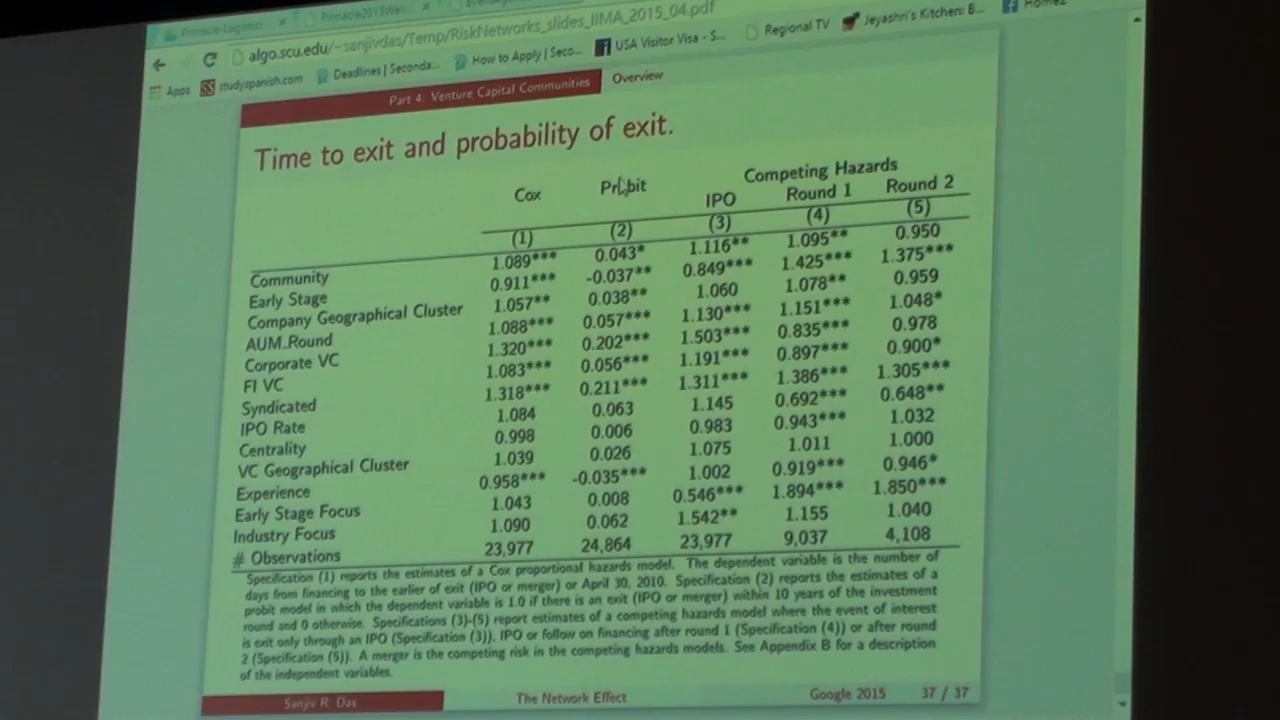 Pinnacle-Logistics
Pinnacle2015Wel
algo.scu.edu/~sanjivdas/Temp/RiskNetworks_slides_IIMA_2015_04.pdf
Apps studyspanish.com Deadlines | Seconda... How to Apply | Seco... USA Visitor Visa - S... Regional TV Jeyashri's Kitchen: B...
Part 4: Venture Capital Communities Overview
Time to exit and probability of exit.
Competing Hazards
Cox Probit IPO Round 1 Round 2
(1) (2) (3) (4) (5)
Community 1.089*** 0.043* 1.116** 1.095** 0.950
Early Stage 0.911*** -0.037** 0.849*** 1.425*** 1.375***
Company Geographical Cluster 1.057** 0.038** 1.060 1.078** 0.959
AUM_Round 1.088*** 0.057*** 1.130*** 1.151*** 1.048*
Corporate VC 1.320*** 0.202*** 1.503*** 0.835*** 0.978
FI VC 1.083*** 0.056*** 1.191*** 0.897*** 0.900*
Syndicated 1.318*** 0.211*** 1.311*** 1.386*** 1.305***
IPO Rate 1.084 0.063 1.145 0.692*** 0.648**
Centrality 0.998 0.006 0.983 0.943*** 1.032
VC Geographical Cluster 1.039 0.026 1.075 1.011 1.000
Experience 0.958*** -0.035*** 1.002 0.919*** 0.946*
Early Stage Focus 1.043 0.008 0.546*** 1.894*** 1.850***
Industry Focus 1.090 0.062 1.542** 1.155 1.040
# Observations 23,977 24,864 23,977 9,037 4,108
Specification (1) reports the estimates of a Cox proportional hazards model. The dependent variable is the number of
days from financing to the earlier of exit (IPO or merger) or April 30, 2010. Specification (2) reports the estimates of a
probit model in which the dependent variable is 1.0 if there is an exit (IPO or merger) within 10 years of the investment
round and 0 otherwise. Specifications (3)-(5) report estimates of a competing hazards model where the event of interest
is exit only through an IPO (Specification (3)), IPO or follow on financing after round 1 (Specification (4)) or after round
2 (Specification (5)). A merger is the competing risk in the competing hazards models. See Appendix B for a description
of the independent variables.
Sanjiv R. Das The Network Effect Google 2015 37 / 37